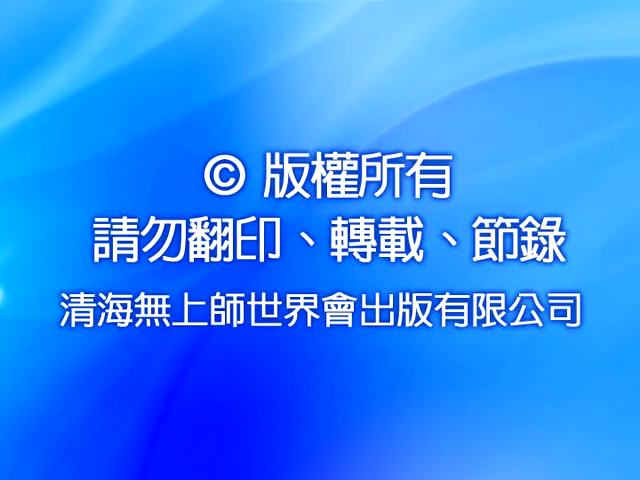 © 版權所有
請勿翻印、轉載、節錄
清海無上師世界會出版有限公司